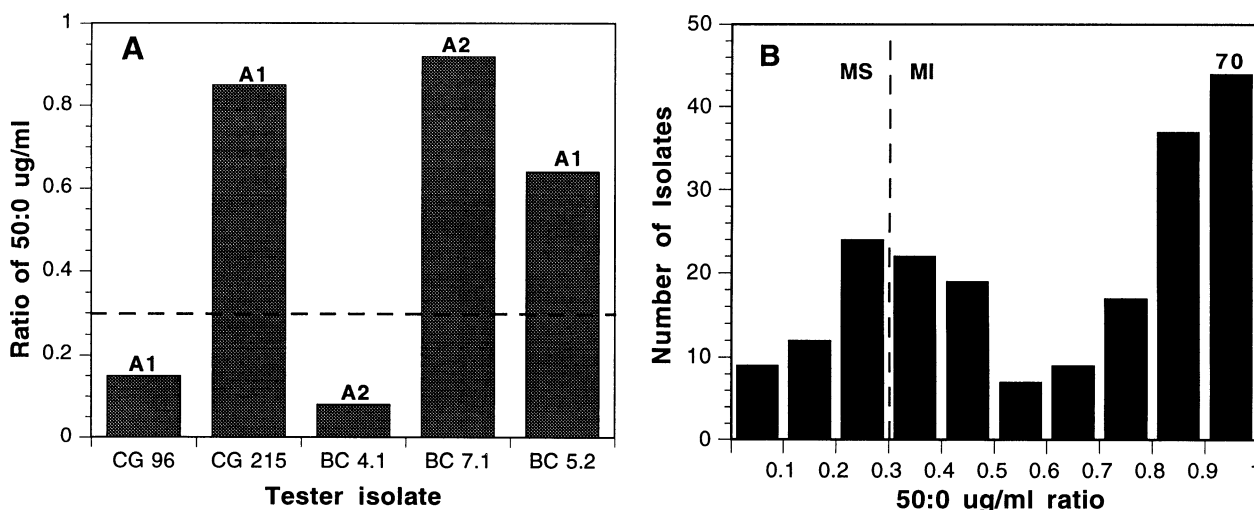 A
Ratio of 50:0 ug/ml
1
0.8
0.6
0.4
0.2
0
A1
A1
A2
A2
A1
CG 96
CG 215
BC 4.1
BC 7.1
BC 5.2
Tester isolate
B
Number of Isolates
50
40
30
20
10
0
MS
MI
70
0.1
0.2
0.3
0.4
0.5
0.6
0.7
0.8
0.9
1
50:0 ug/ml ratio